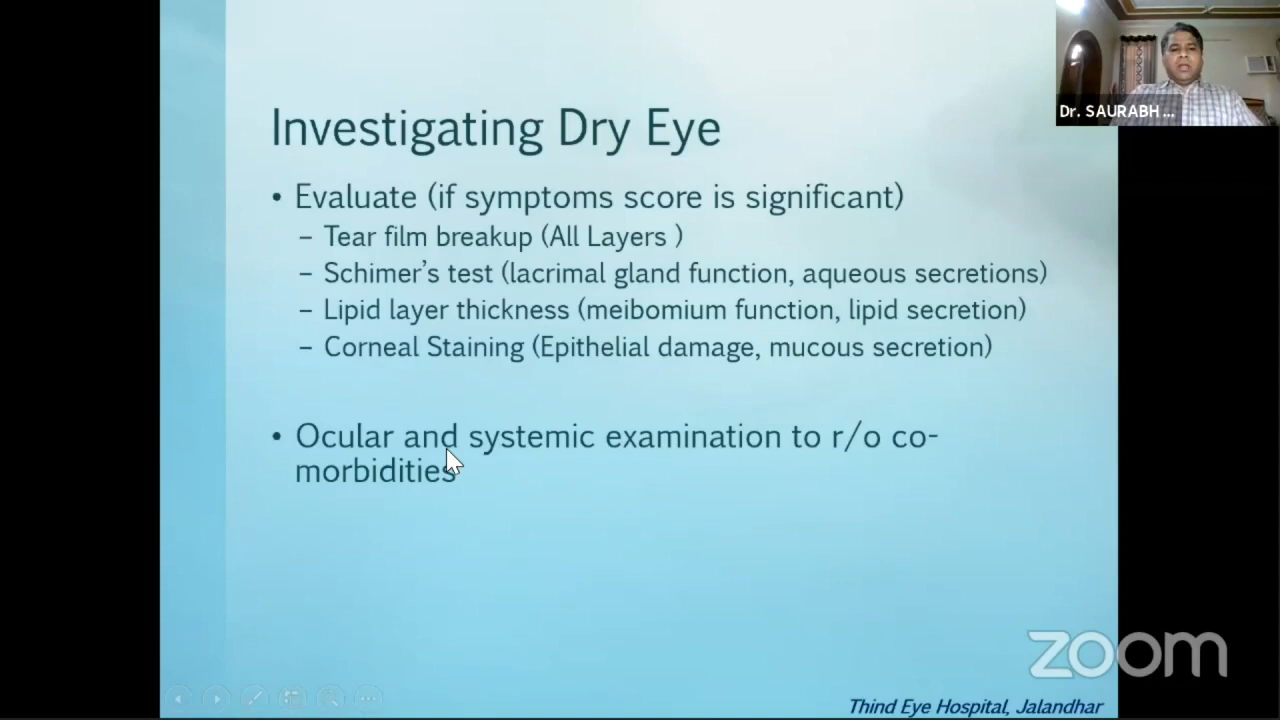 Investigating Dry Eye
• Evaluate (if symptoms score is significant)
– Tear film breakup (All Layers )
– Schimer's test (lacrimal gland function, aqueous secretions)
– Lipid layer thickness (meibomium function, lipid secretion)
– Corneal Staining (Epithelial damage, mucous secretion)
• Ocular and systemic examination to r/o co-
morbidities
Dr. SAURABH ...
zoom
Thind Eye Hospital, Jalandhar